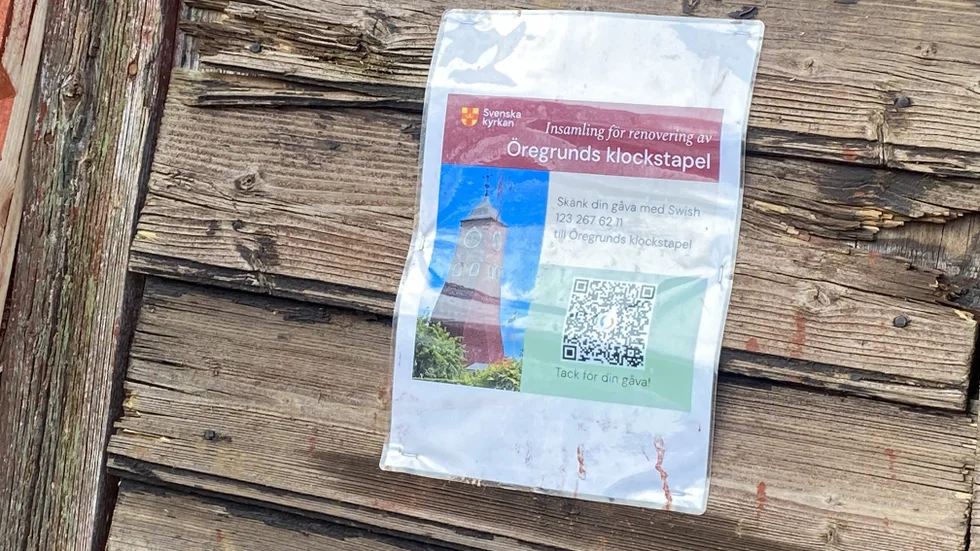 Svenska
kyrkan
Insamling för renovering av
Öregrunds klockstapel
Skänk din gåva med Swish
123 267 62 11
till Öregrunds klockstapel
Tack för din gåva!